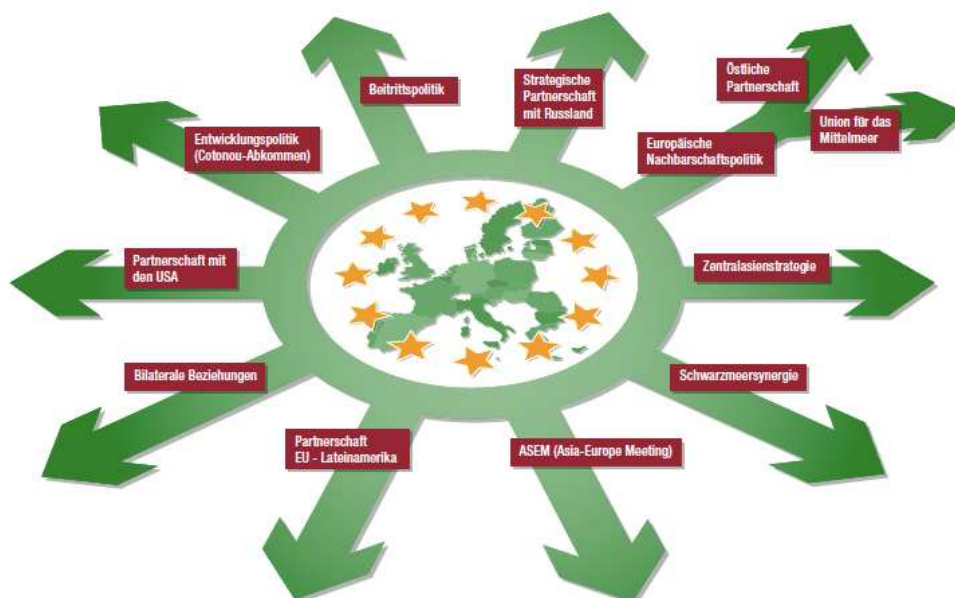 Beitrittspolitik
Strategische
Partnerschaft
mit Russland
Östliche
Partnerschaft
Union für das
Mittelmeer
Europäische
Nachbarschaftspolitik
Entwicklungspolitik
(Cotonou-Abkommen)
Partnerschaft mit
den USA
Zentralasienstrategie
Bilaterale Beziehungen
Schwarzmeersynergie
Partnerschaft
EU - Lateinamerika
ASEM (Asia-Europe Meeting)